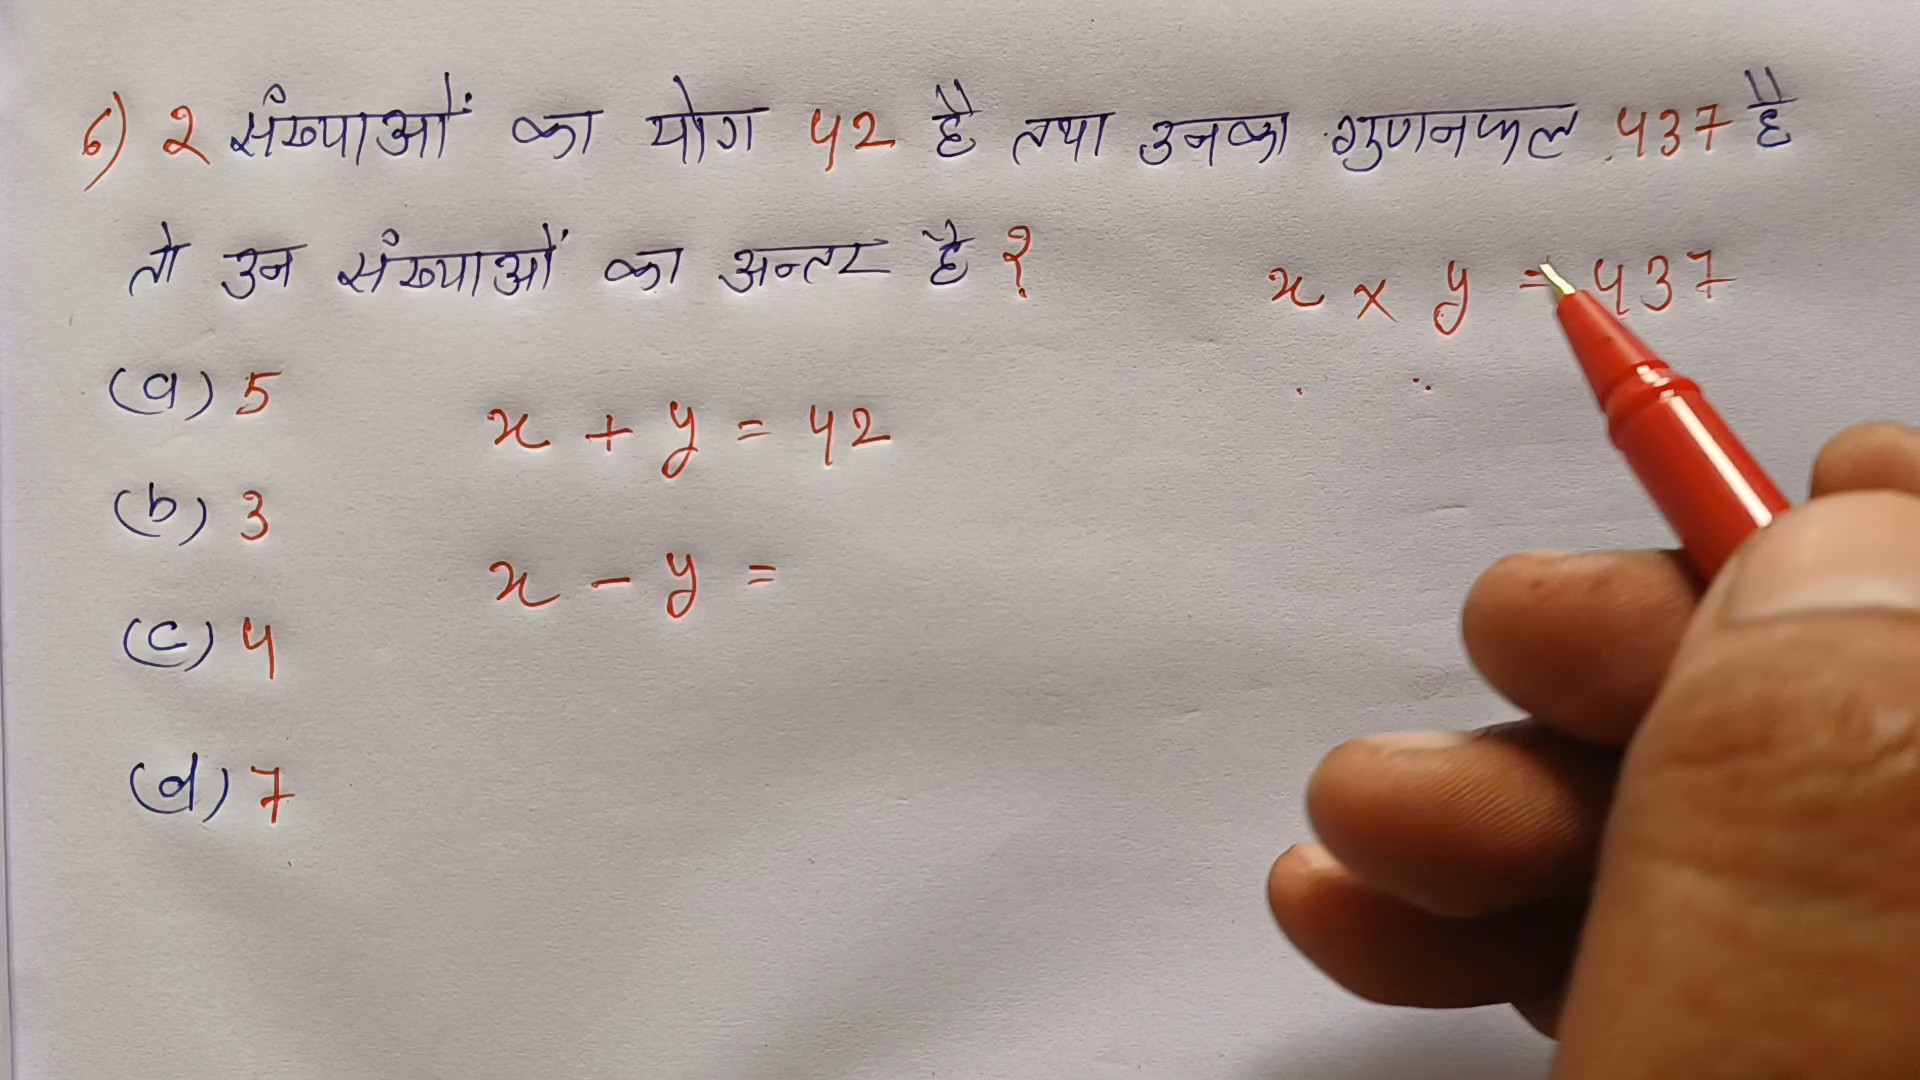 6) 2 संख्याओं का योग 42 है तथा उनका गुणनफल 437 है
तो उन संख्याओं का अन्तर है ?
x × y = 437
(a) 5
x + y = 42
(b) 3
x - y =
(c) 4
(d) 7